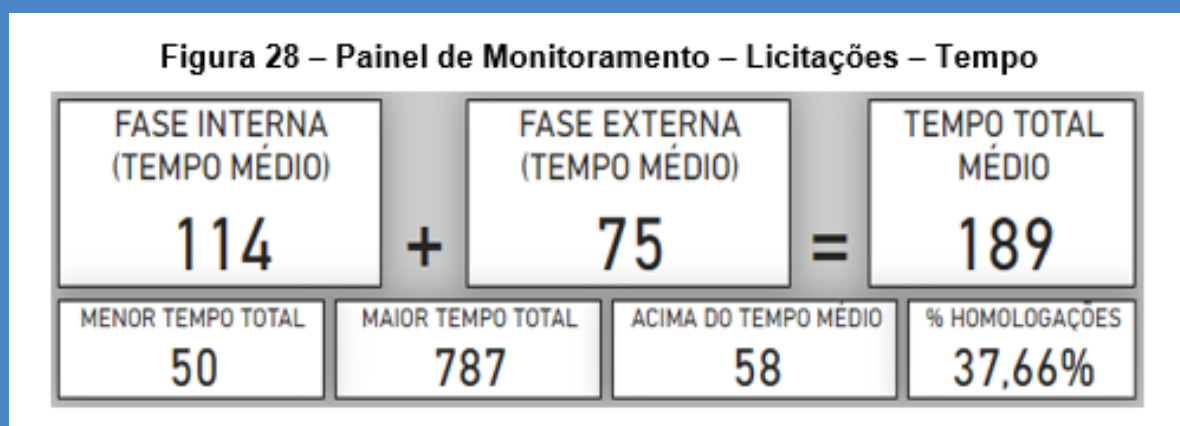 Figura 28 – Painel de Monitoramento – Licitações – Tempo
FASE INTERNA
(TEMPO MÉDIO)
114
+
FASE EXTERNA
(TEMPO MÉDIO)
75
=
TEMPO TOTAL
MÉDIO
189
MENOR TEMPO TOTAL
50
MAIOR TEMPO TOTAL
787
ACIMA DO TEMPO MÉDIO
58
% HOMOLOGAÇÕES
37,66%